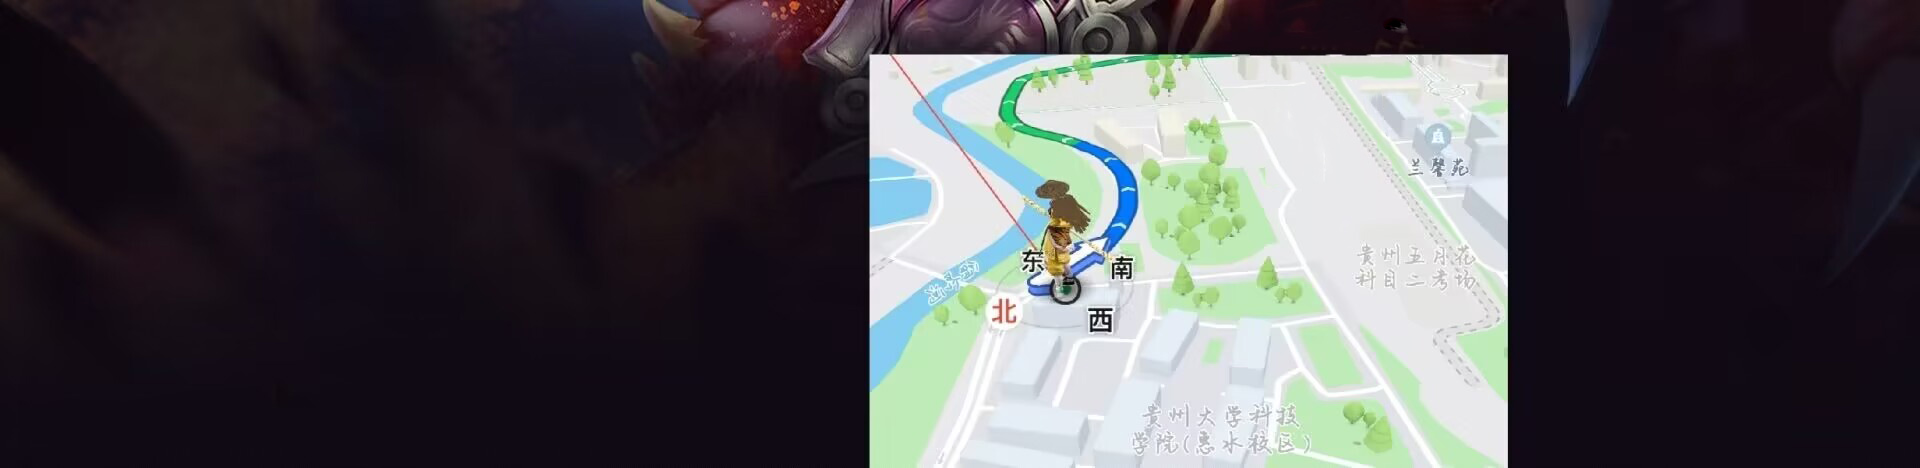 兰馨苑
贵州五月花
科目二考场
东
南
北
西
贵州大学科技
学院(惠水校区)